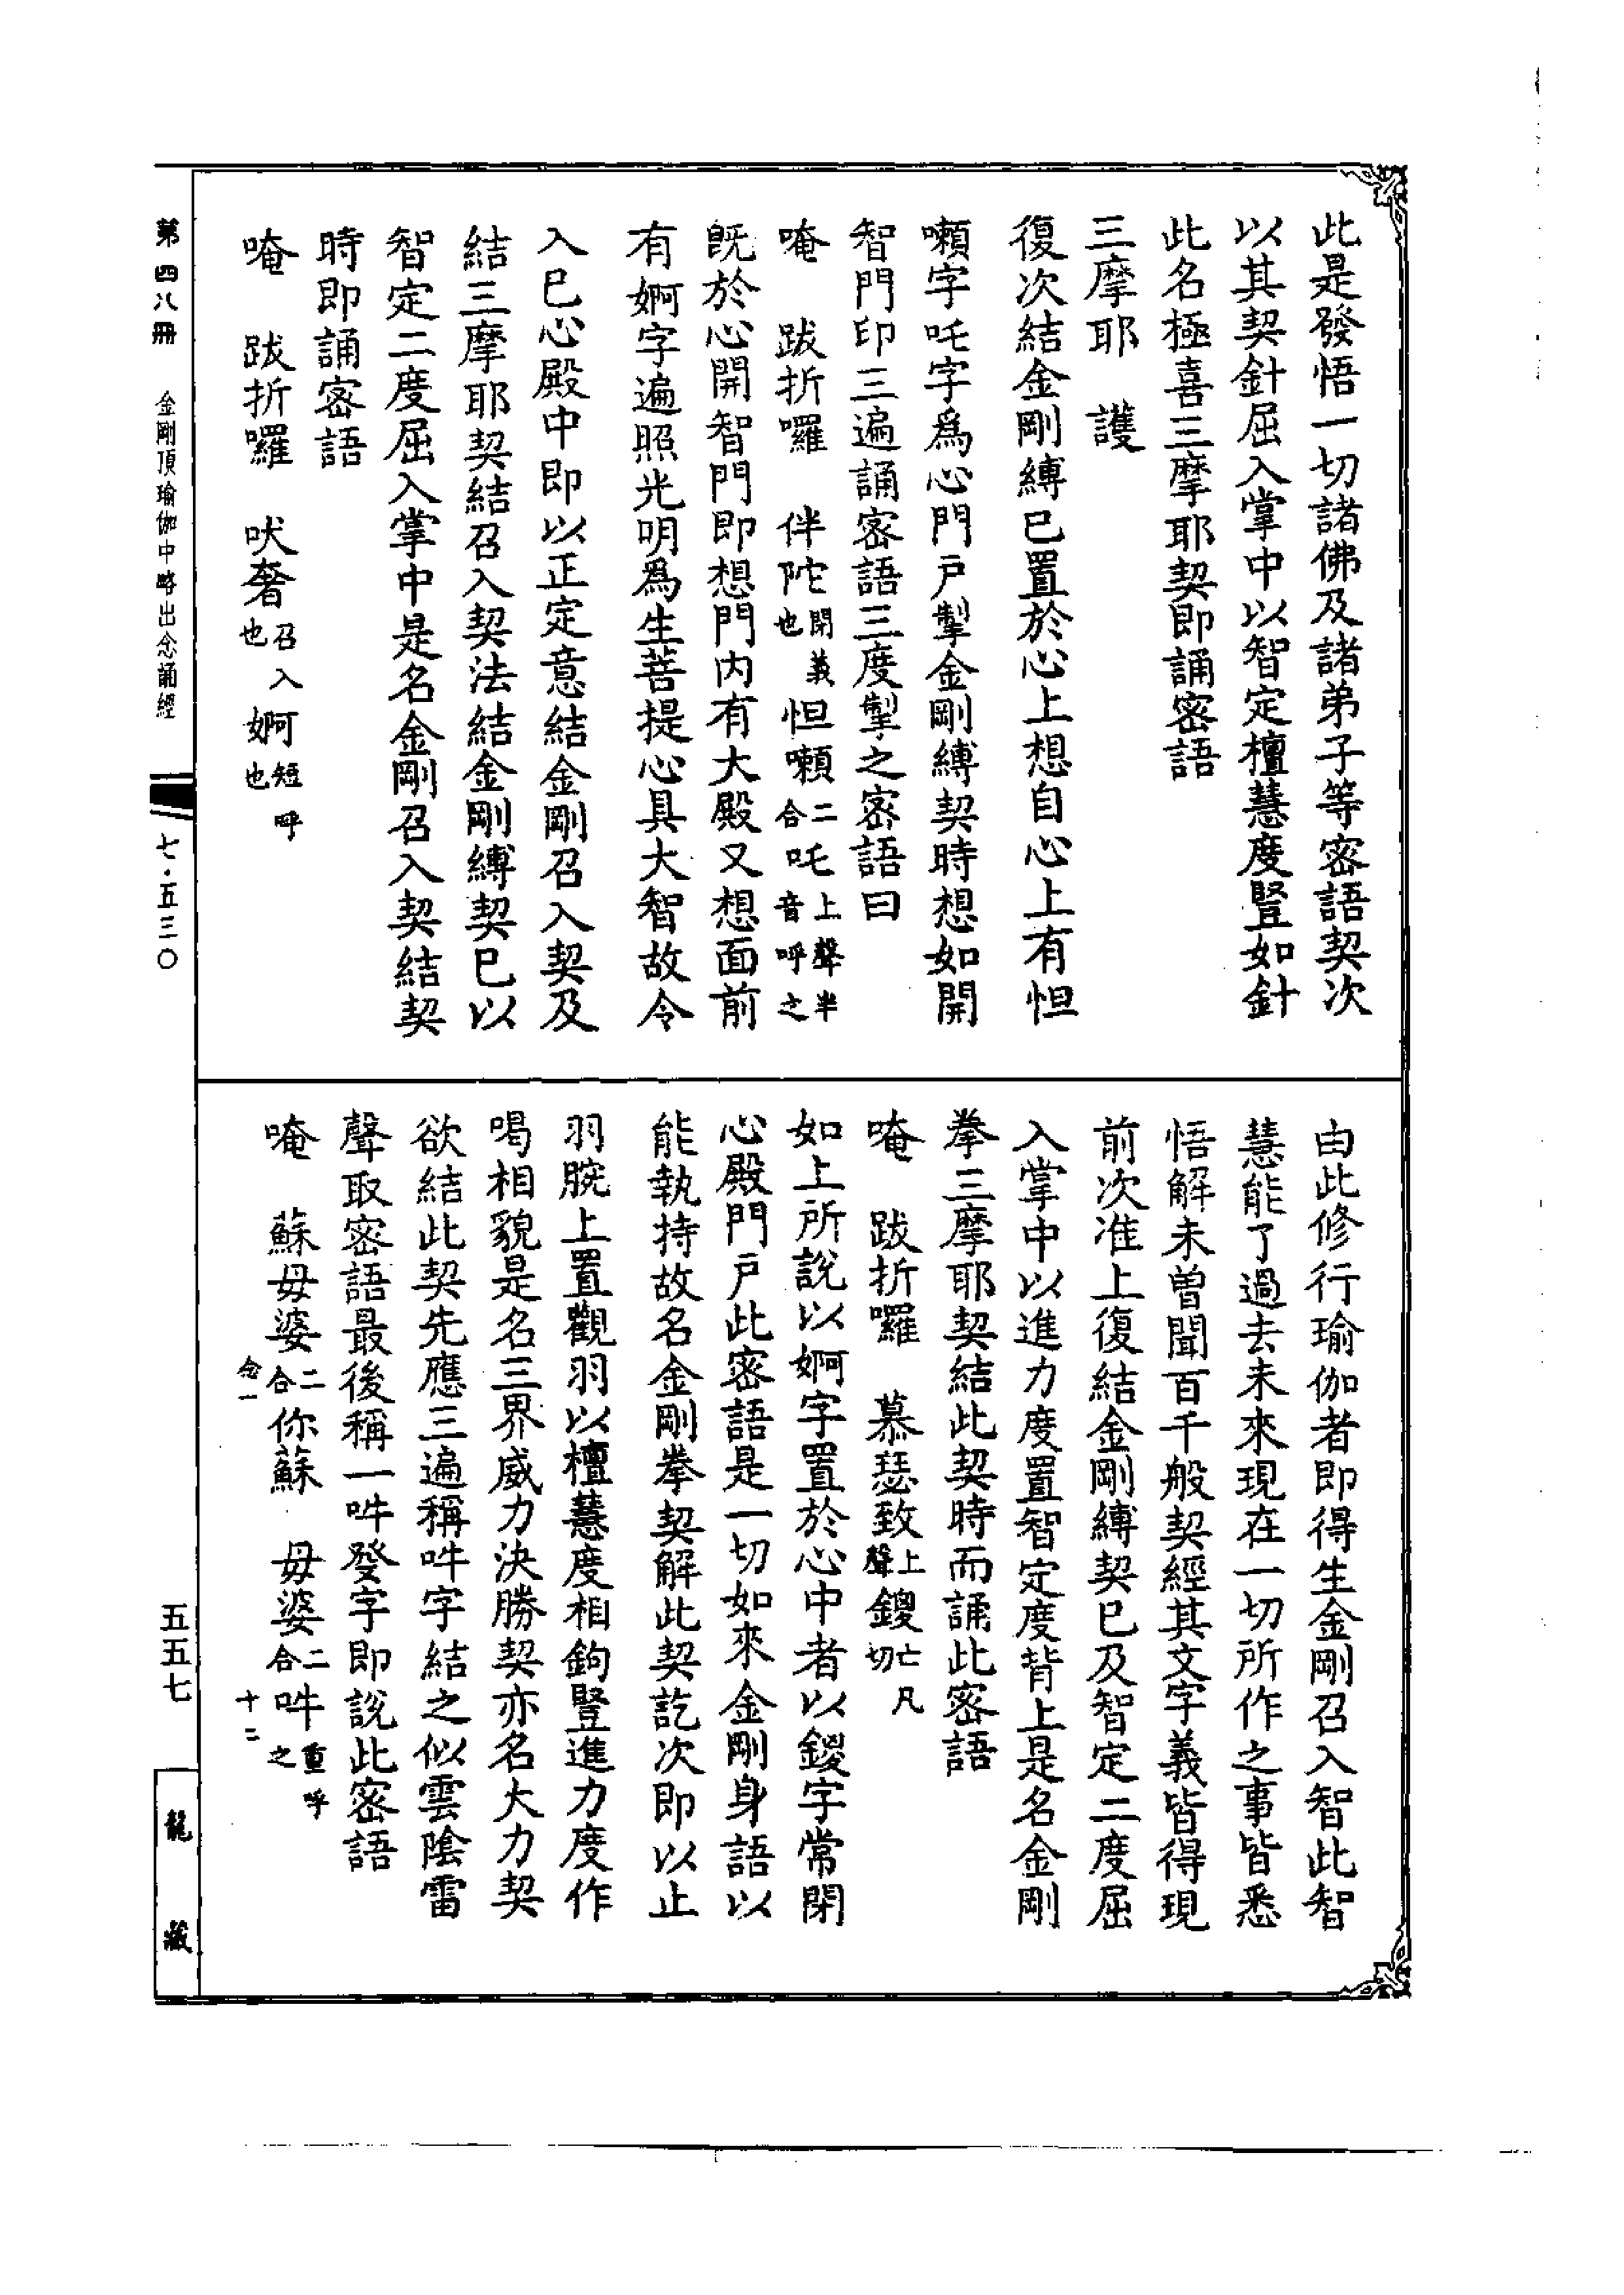 此是發悟一切諸佛及諸弟子等密語契次
以其契針屈入掌中以智定檀慧度豎如針
此名極喜三摩耶契即誦密語
三摩耶　護
復次結金剛縛已置於心上想自心上有怛
嚩字吒字爲心門戶掣金剛縛契時想如開
智門印三遍誦密語三度掣之密語曰
唵　跋折囉　伴陀開義也怛嚩二合吒上聲半音呼之
旣於心開智門即想門內有大殿又想面前
有婀字遍照光明爲生菩提心具大智故令
入巳心殿中即以正定意結金剛召入契及
結三摩耶契結召入契法結金剛縛契巳以
智定二度屈入掌中是名金剛召入契結契
時即誦密語
唵　跋折囉　吠奢召入也婀短呼也
由此修行瑜伽者即得生金剛召入智此智
慧能了過去未來現在一切所作之事皆悉
悟解未曾聞百千般契經其文字義皆得現
前次准上復結金剛縛契巳及智定二度屈
入掌中以進力度置智定度背上是名金剛
拳三摩耶契結此契時而誦此密語
唵　跋折囉　慕瑟致上聲鑁亡凡切
如上所說以婀字置於心中者以鑁字常閉
心殿門戶此密語是一切如來金剛身語以
能執持故名金剛拳契解此契訖次即以止
羽腕上置觀羽以檀慧度相鉤豎進力度作
喝相貌是名三界威力決勝契亦名大力契
欲結此契先應三遍稱吽字結之似雲陰雷
聲取密語最後稱一吽發字即說此密語
唵　蘇毋婆二合你蘇　毋婆二合吽重呼之
念一　十二
第四八冊　金剛頂瑜伽中略出念誦經　七·五三〇
五五七　龍藏